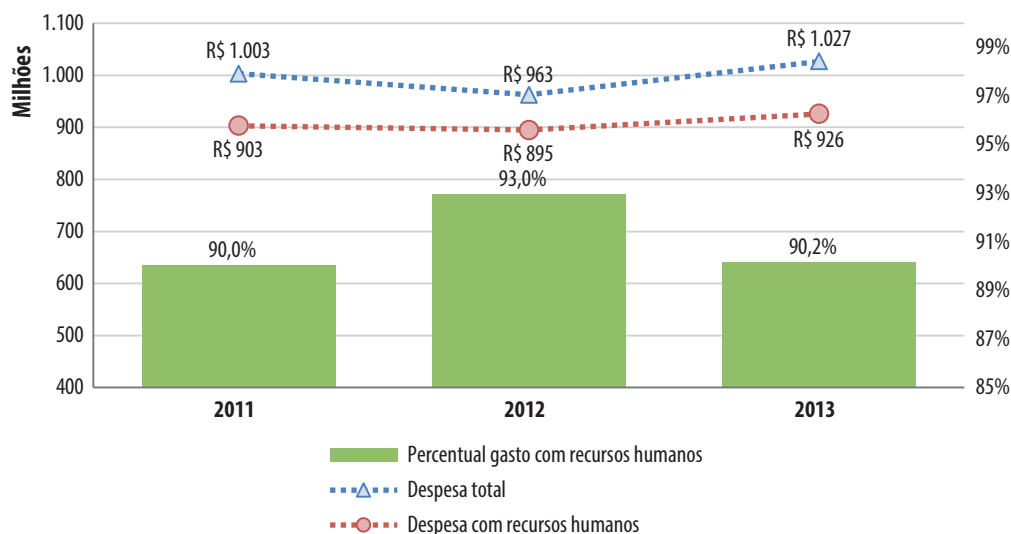 Milhões
1.100
1.000
900
800
700
600
500
400
R$ 1.003
R$ 963
R$ 1.027
R$ 903
R$ 895
R$ 926
90,0%
93,0%
90,2%
99%
97%
95%
93%
91%
89%
87%
85%
2011
2012
2013
Percentual gasto com recursos humanos
Despesa total
Despesa com recursos humanos